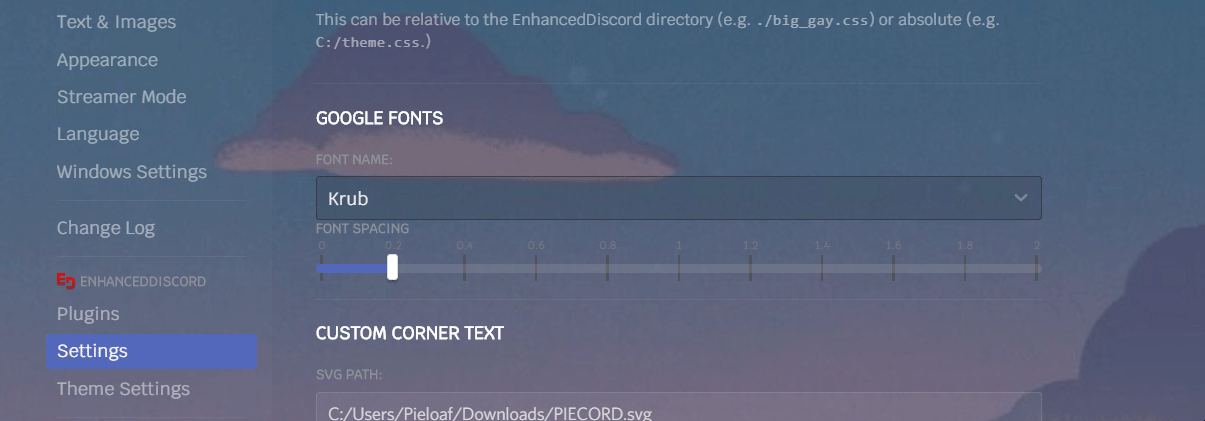 Text & Images
Appearance
Streamer Mode
Language
Windows Settings
Change Log
ED ENHANCEDDISCORD
Plugins
Settings
Theme Settings
This can be relative to the EnhancedDiscord directory (e.g. ./big_gay.css) or absolute (e.g.
C:/theme.css.)
GOOGLE FONTS
FONT NAME:
Krub
FONT SPACING
0 0.2 0.4 0.6 0.8 1 1.2 1.4 1.6 1.8 2
CUSTOM CORNER TEXT
SVG PATH:
C:/Users/Pieloaf/Downloads/PIECORD.svg